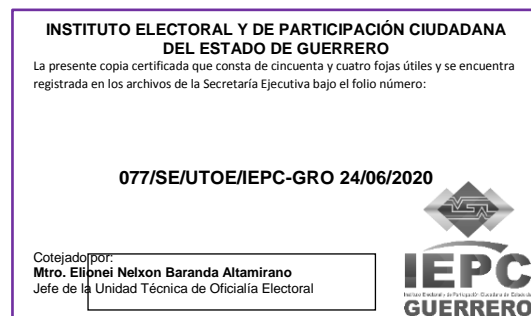 INSTITUTO ELECTORAL Y DE PARTICIPACIÓN CIUDADANA
DEL ESTADO DE GUERRERO
La presente copia certificada que consta de cincuenta y cuatro fojas útiles y se encuentra
registrada en los archivos de la Secretaría Ejecutiva bajo el folio número:
077/SE/UTOE/IEPC-GRO 24/06/2020
Cotejado por:
Mtro. Elionei Nelxon Baranda Altamirano
Jefe de la Unidad Técnica de Oficialía Electoral
IEPC
GUERRERO